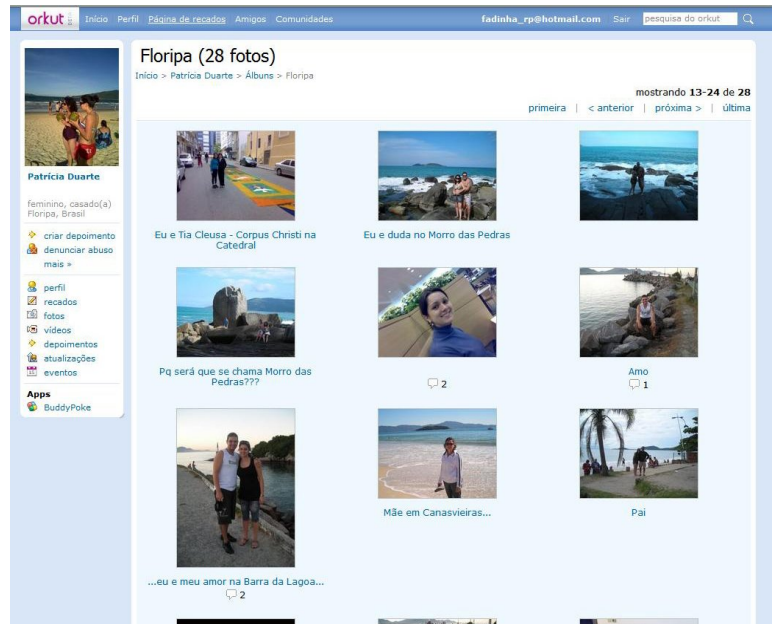 orkut Início Perfil Página de recados Amigos Comunidades fadinha_rp@hotmail.com Sair pesquisa do orkut
Patrícia Duarte
feminino, casado(a)
Floripa, Brasil
criar depoimento
denunciar abuso
mais »
perfil
recados
fotos
vídeos
depoimentos
atualizações
eventos
Apps
BuddyPoke
Floripa (28 fotos)
Início > Patrícia Duarte > Álbuns > Floripa
mostrando 13-24 de 28
primeira | < anterior | próxima > | última
Eu e Tia Cleusa - Corpus Christi na
Catedral
Eu e duda no Morro das Pedras
Pq será que se chama Morro das
Pedras???
2
Amo
1
...eu e meu amor na Barra da Lagoa...
2
Mãe em Canasvieiras...
Pai